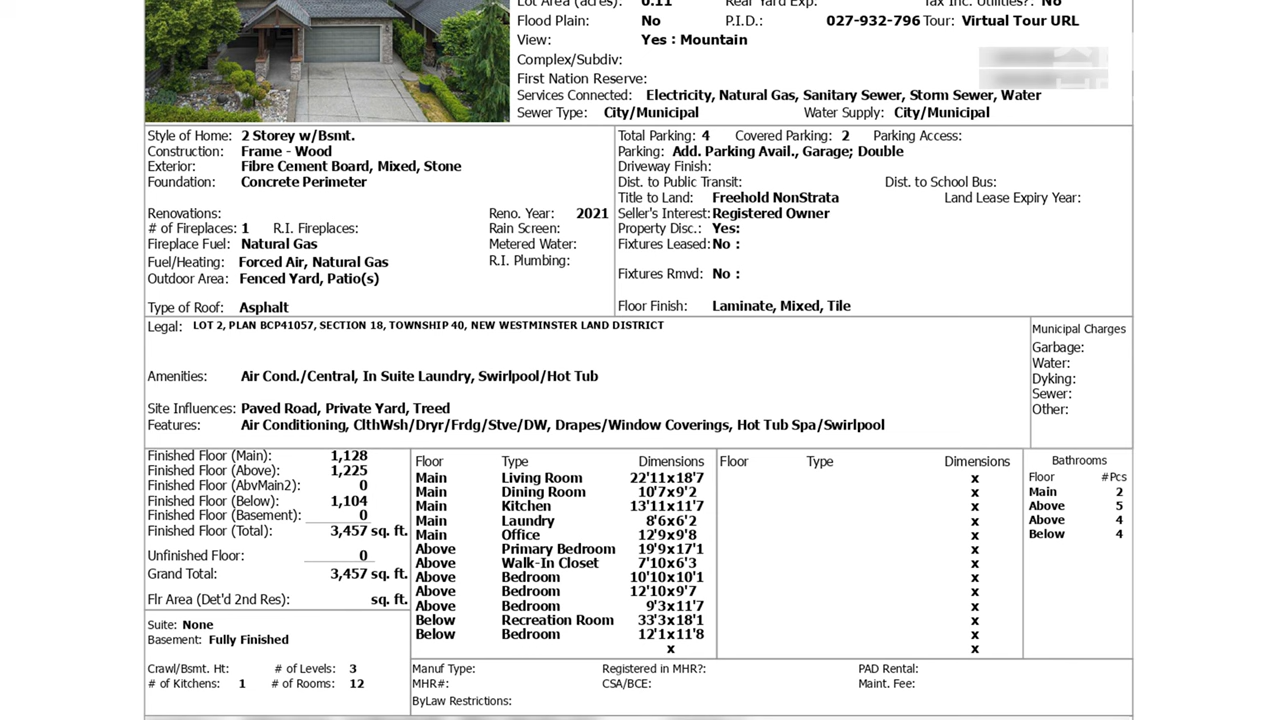 Lot Area (acres): 0.11 Rear Yard Exp: Tax Inc. Utilities?: No
Flood Plain: No P.I.D.: 027-932-796 Tour: Virtual Tour URL
View: Yes : Mountain
Complex/Subdiv:
First Nation Reserve:
Services Connected: Electricity, Natural Gas, Sanitary Sewer, Storm Sewer, Water
Sewer Type: City/Municipal Water Supply: City/Municipal
Style of Home: 2 Storey w/Bsmt.
Construction: Frame - Wood
Exterior: Fibre Cement Board, Mixed, Stone
Foundation: Concrete Perimeter
Renovations: Reno. Year: 2021
# of Fireplaces: 1 R.I. Fireplaces: Rain Screen:
Fireplace Fuel: Natural Gas Metered Water:
Fuel/Heating: Forced Air, Natural Gas R.I. Plumbing:
Outdoor Area: Fenced Yard, Patio(s)
Type of Roof: Asphalt
Total Parking: 4 Covered Parking: 2 Parking Access:
Parking: Add. Parking Avail., Garage; Double
Driveway Finish:
Dist. to Public Transit: Dist. to School Bus:
Title to Land: Freehold NonStrata Land Lease Expiry Year:
Seller's Interest: Registered Owner
Property Disc.: Yes:
Fixtures Leased: No :
Fixtures Rmvd: No :
Floor Finish: Laminate, Mixed, Tile
Legal: LOT 2, PLAN BCP41057, SECTION 18, TOWNSHIP 40, NEW WESTMINSTER LAND DISTRICT
Amenities: Air Cond./Central, In Suite Laundry, Swirlpool/Hot Tub
Site Influences: Paved Road, Private Yard, Treed
Features: Air Conditioning, ClthWsh/Dryr/Frdg/Stve/DW, Drapes/Window Coverings, Hot Tub Spa/Swirlpool
Municipal Charges
Garbage:
Water:
Dyking:
Sewer:
Other:
Finished Floor (Main): 1,128
Finished Floor (Above): 1,225
Finished Floor (AbvMain2): 0
Finished Floor (Below): 1,104
Finished Floor (Basement): 0
Finished Floor (Total): 3,457 sq. ft.
Unfinished Floor: 0
Grand Total: 3,457 sq. ft.
Flr Area (Det'd 2nd Res): sq. ft.
Suite: None
Basement: Fully Finished
Crawl/Bsmt. Ht: # of Levels: 3
# of Kitchens: 1 # of Rooms: 12
Floor Type Dimensions
Main Living Room 22'11x18'7
Main Dining Room 10'7x9'2
Main Kitchen 13'11x11'7
Main Laundry 8'6x6'2
Main Office 12'9x9'8
Above Primary Bedroom 19'9x17'1
Above Walk-In Closet 7'10x6'3
Above Bedroom 10'10x10'1
Above Bedroom 12'10x9'7
Above Bedroom 9'3x11'7
Below Recreation Room 33'3x18'1
Below Bedroom 12'1x11'8
x
Floor Type Dimensions
x
x
x
x
x
x
x
x
x
x
x
x
x
Bathrooms
Floor #Pcs
Main 2
Above 5
Above 4
Below 4
Manuf Type: Registered in MHR?: PAD Rental:
MHR#: CSA/BCE: Maint. Fee:
ByLaw Restrictions: